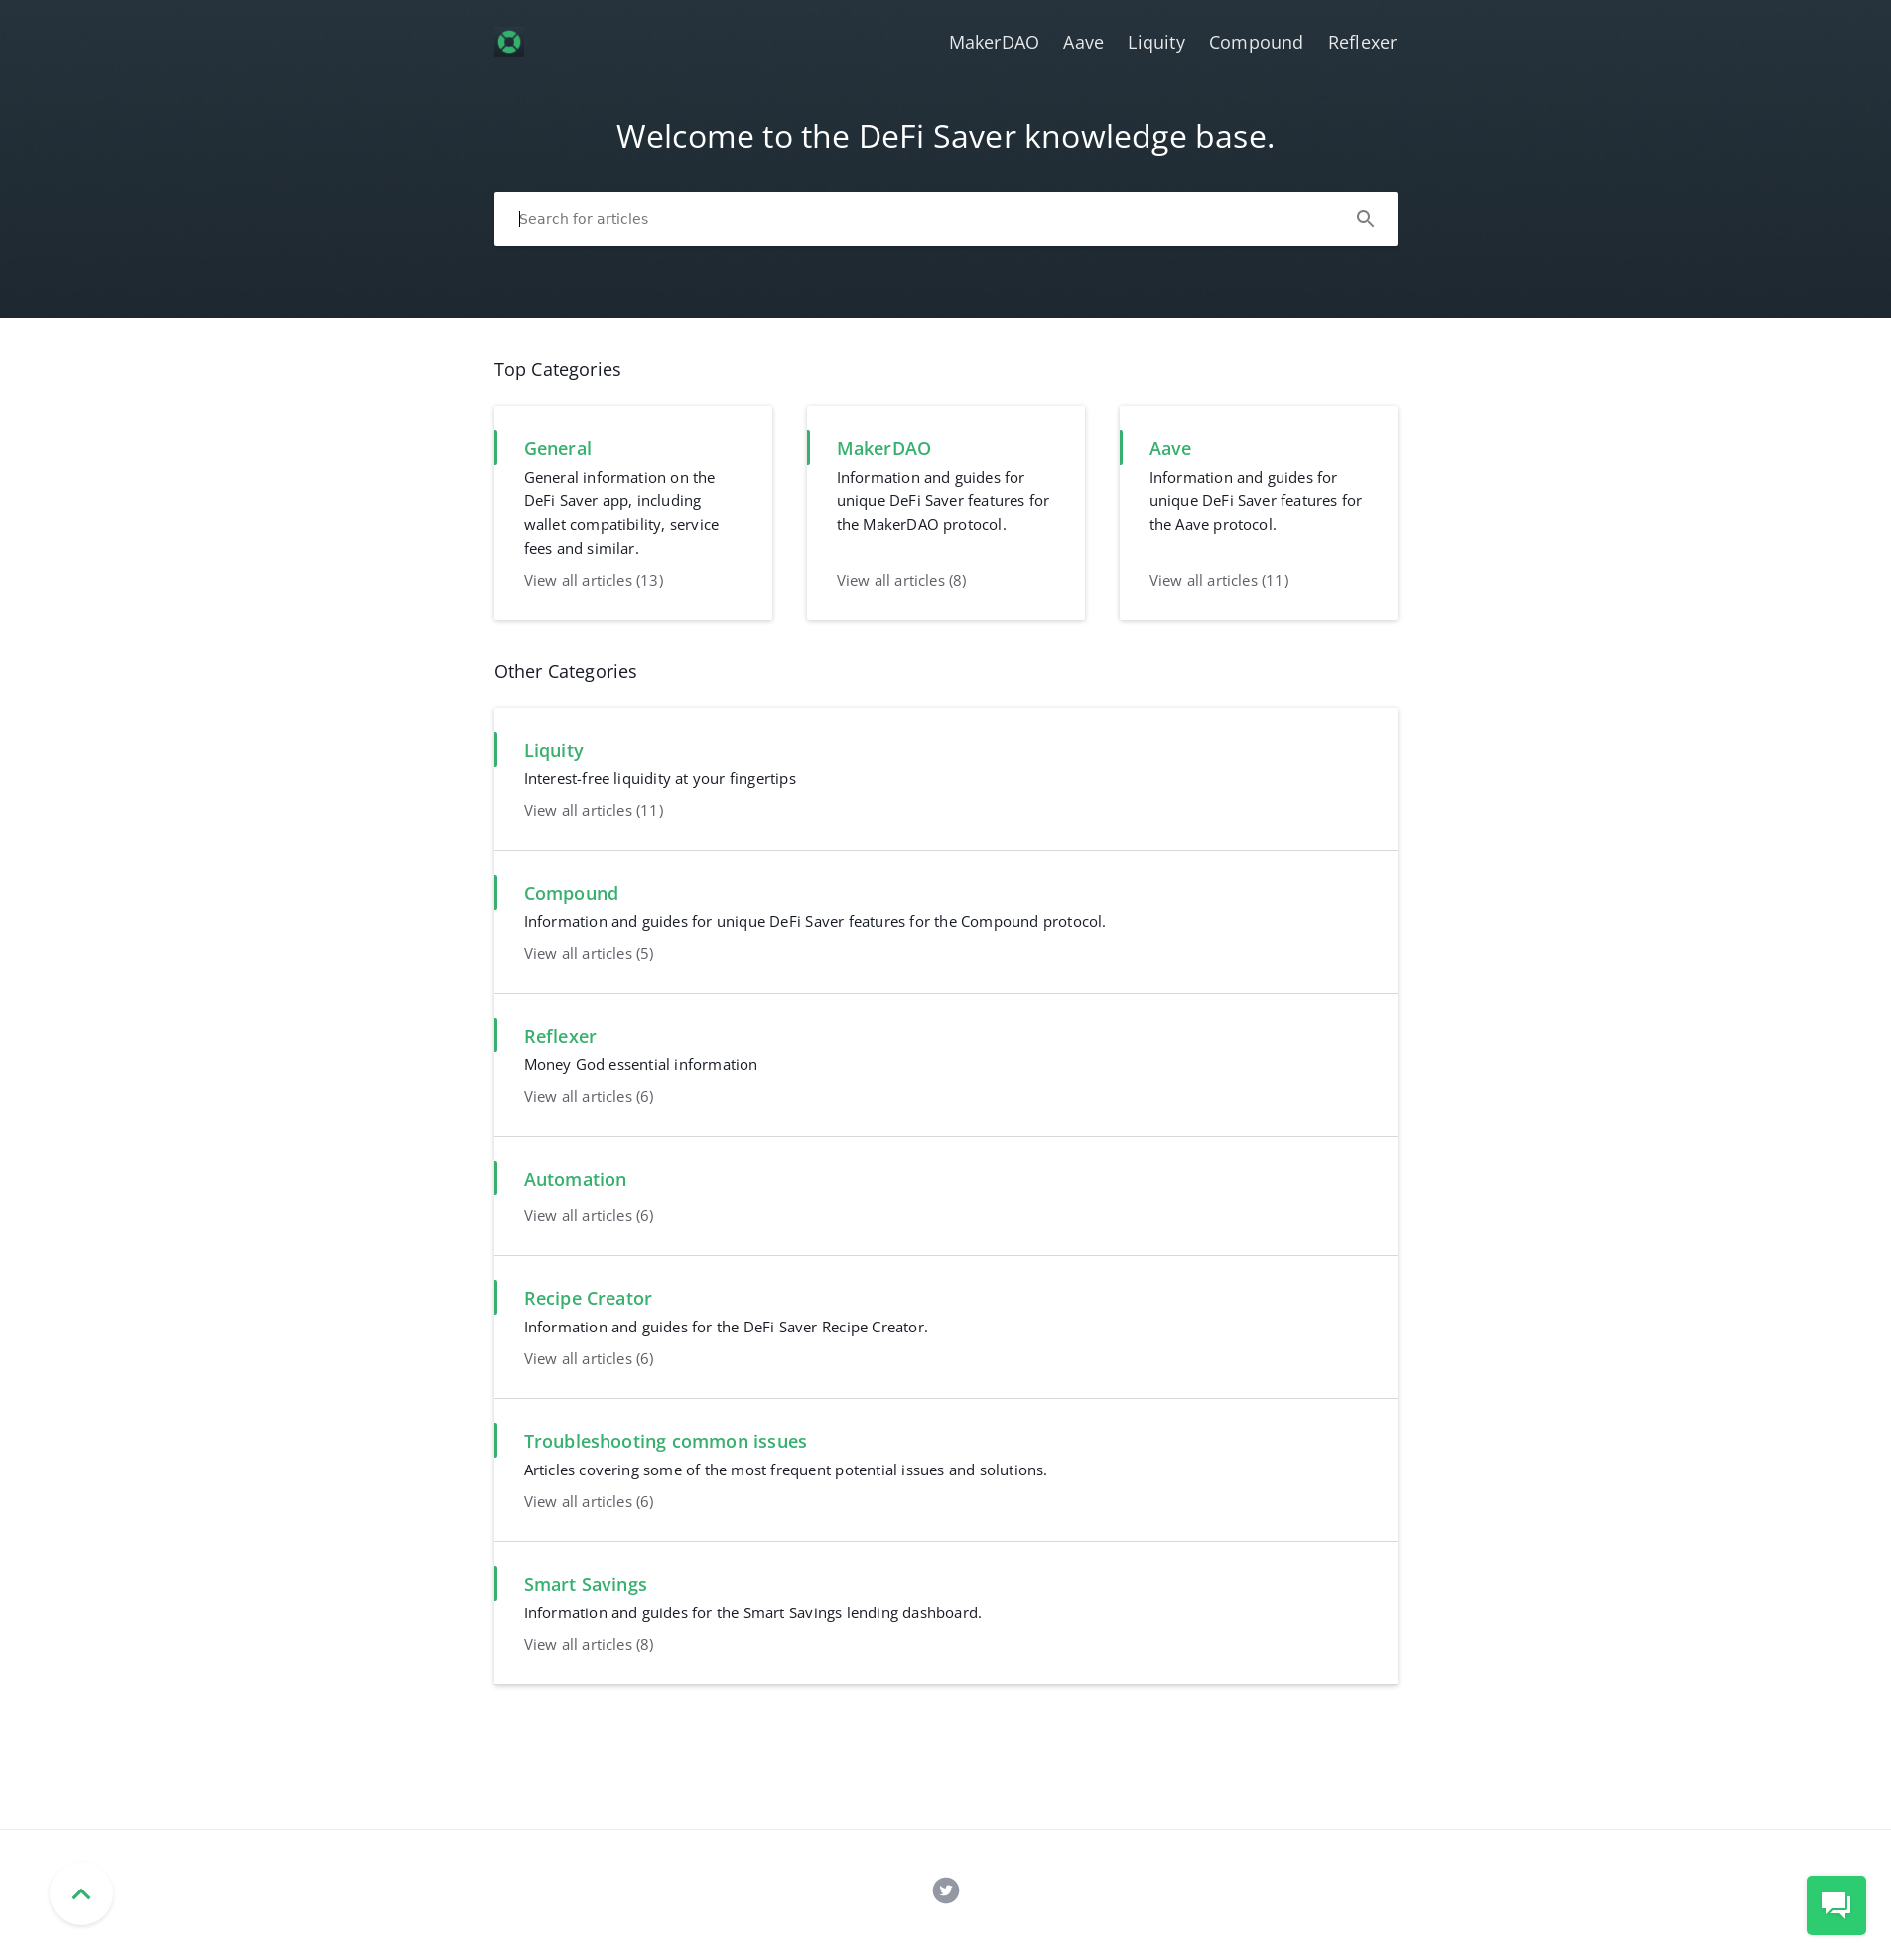 MakerDAO Aave Liquity Compound Reflexer
Welcome to the DeFi Saver knowledge base.
Search for articles
Top Categories
General
General information on the
DeFi Saver app, including
wallet compatibility, service
fees and similar.
View all articles (13)
MakerDAO
Information and guides for
unique DeFi Saver features for
the MakerDAO protocol.
View all articles (8)
Aave
Information and guides for
unique DeFi Saver features for
the Aave protocol.
View all articles (11)
Other Categories
Liquity
Interest-free liquidity at your fingertips
View all articles (11)
Compound
Information and guides for unique DeFi Saver features for the Compound protocol.
View all articles (5)
Reflexer
Money God essential information
View all articles (6)
Automation
View all articles (6)
Recipe Creator
Information and guides for the DeFi Saver Recipe Creator.
View all articles (6)
Troubleshooting common issues
Articles covering some of the most frequent potential issues and solutions.
View all articles (6)
Smart Savings
Information and guides for the Smart Savings lending dashboard.
View all articles (8)